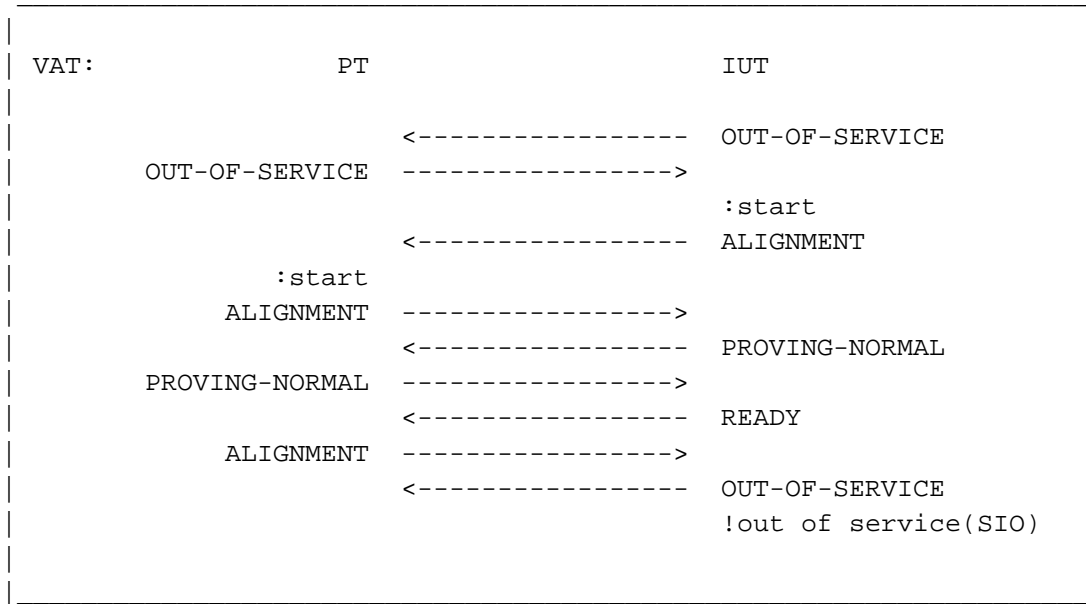 VAT: PT IUT
<----------------- OUT-OF-SERVICE
OUT-OF-SERVICE ----------------->
:start
<----------------- ALIGNMENT
:start
ALIGNMENT ----------------->
<----------------- PROVING-NORMAL
PROVING-NORMAL ----------------->
<----------------- READY
ALIGNMENT ----------------->
<----------------- OUT-OF-SERVICE
!out of service(SIO)